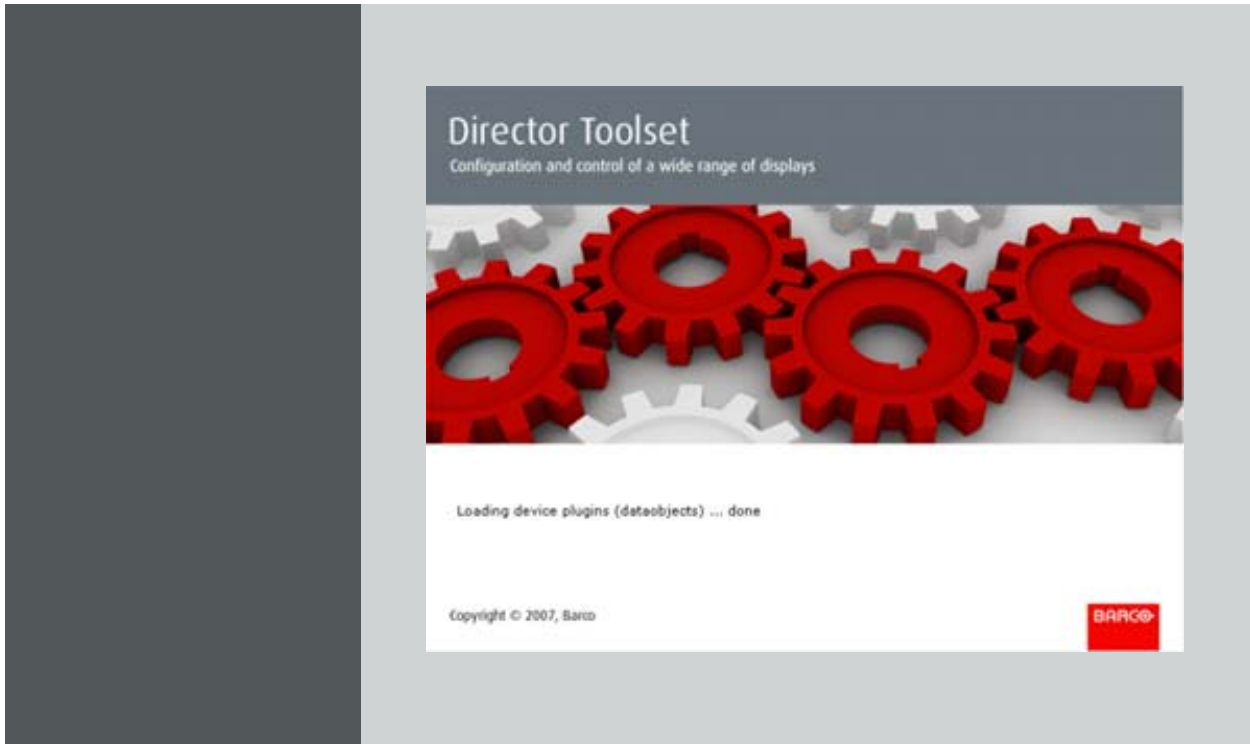 Director Toolset
Configuration and control of a wide range of displays
Loading device plugins (dataobjects) ... done
Copyright © 2007, Barco
BARCO